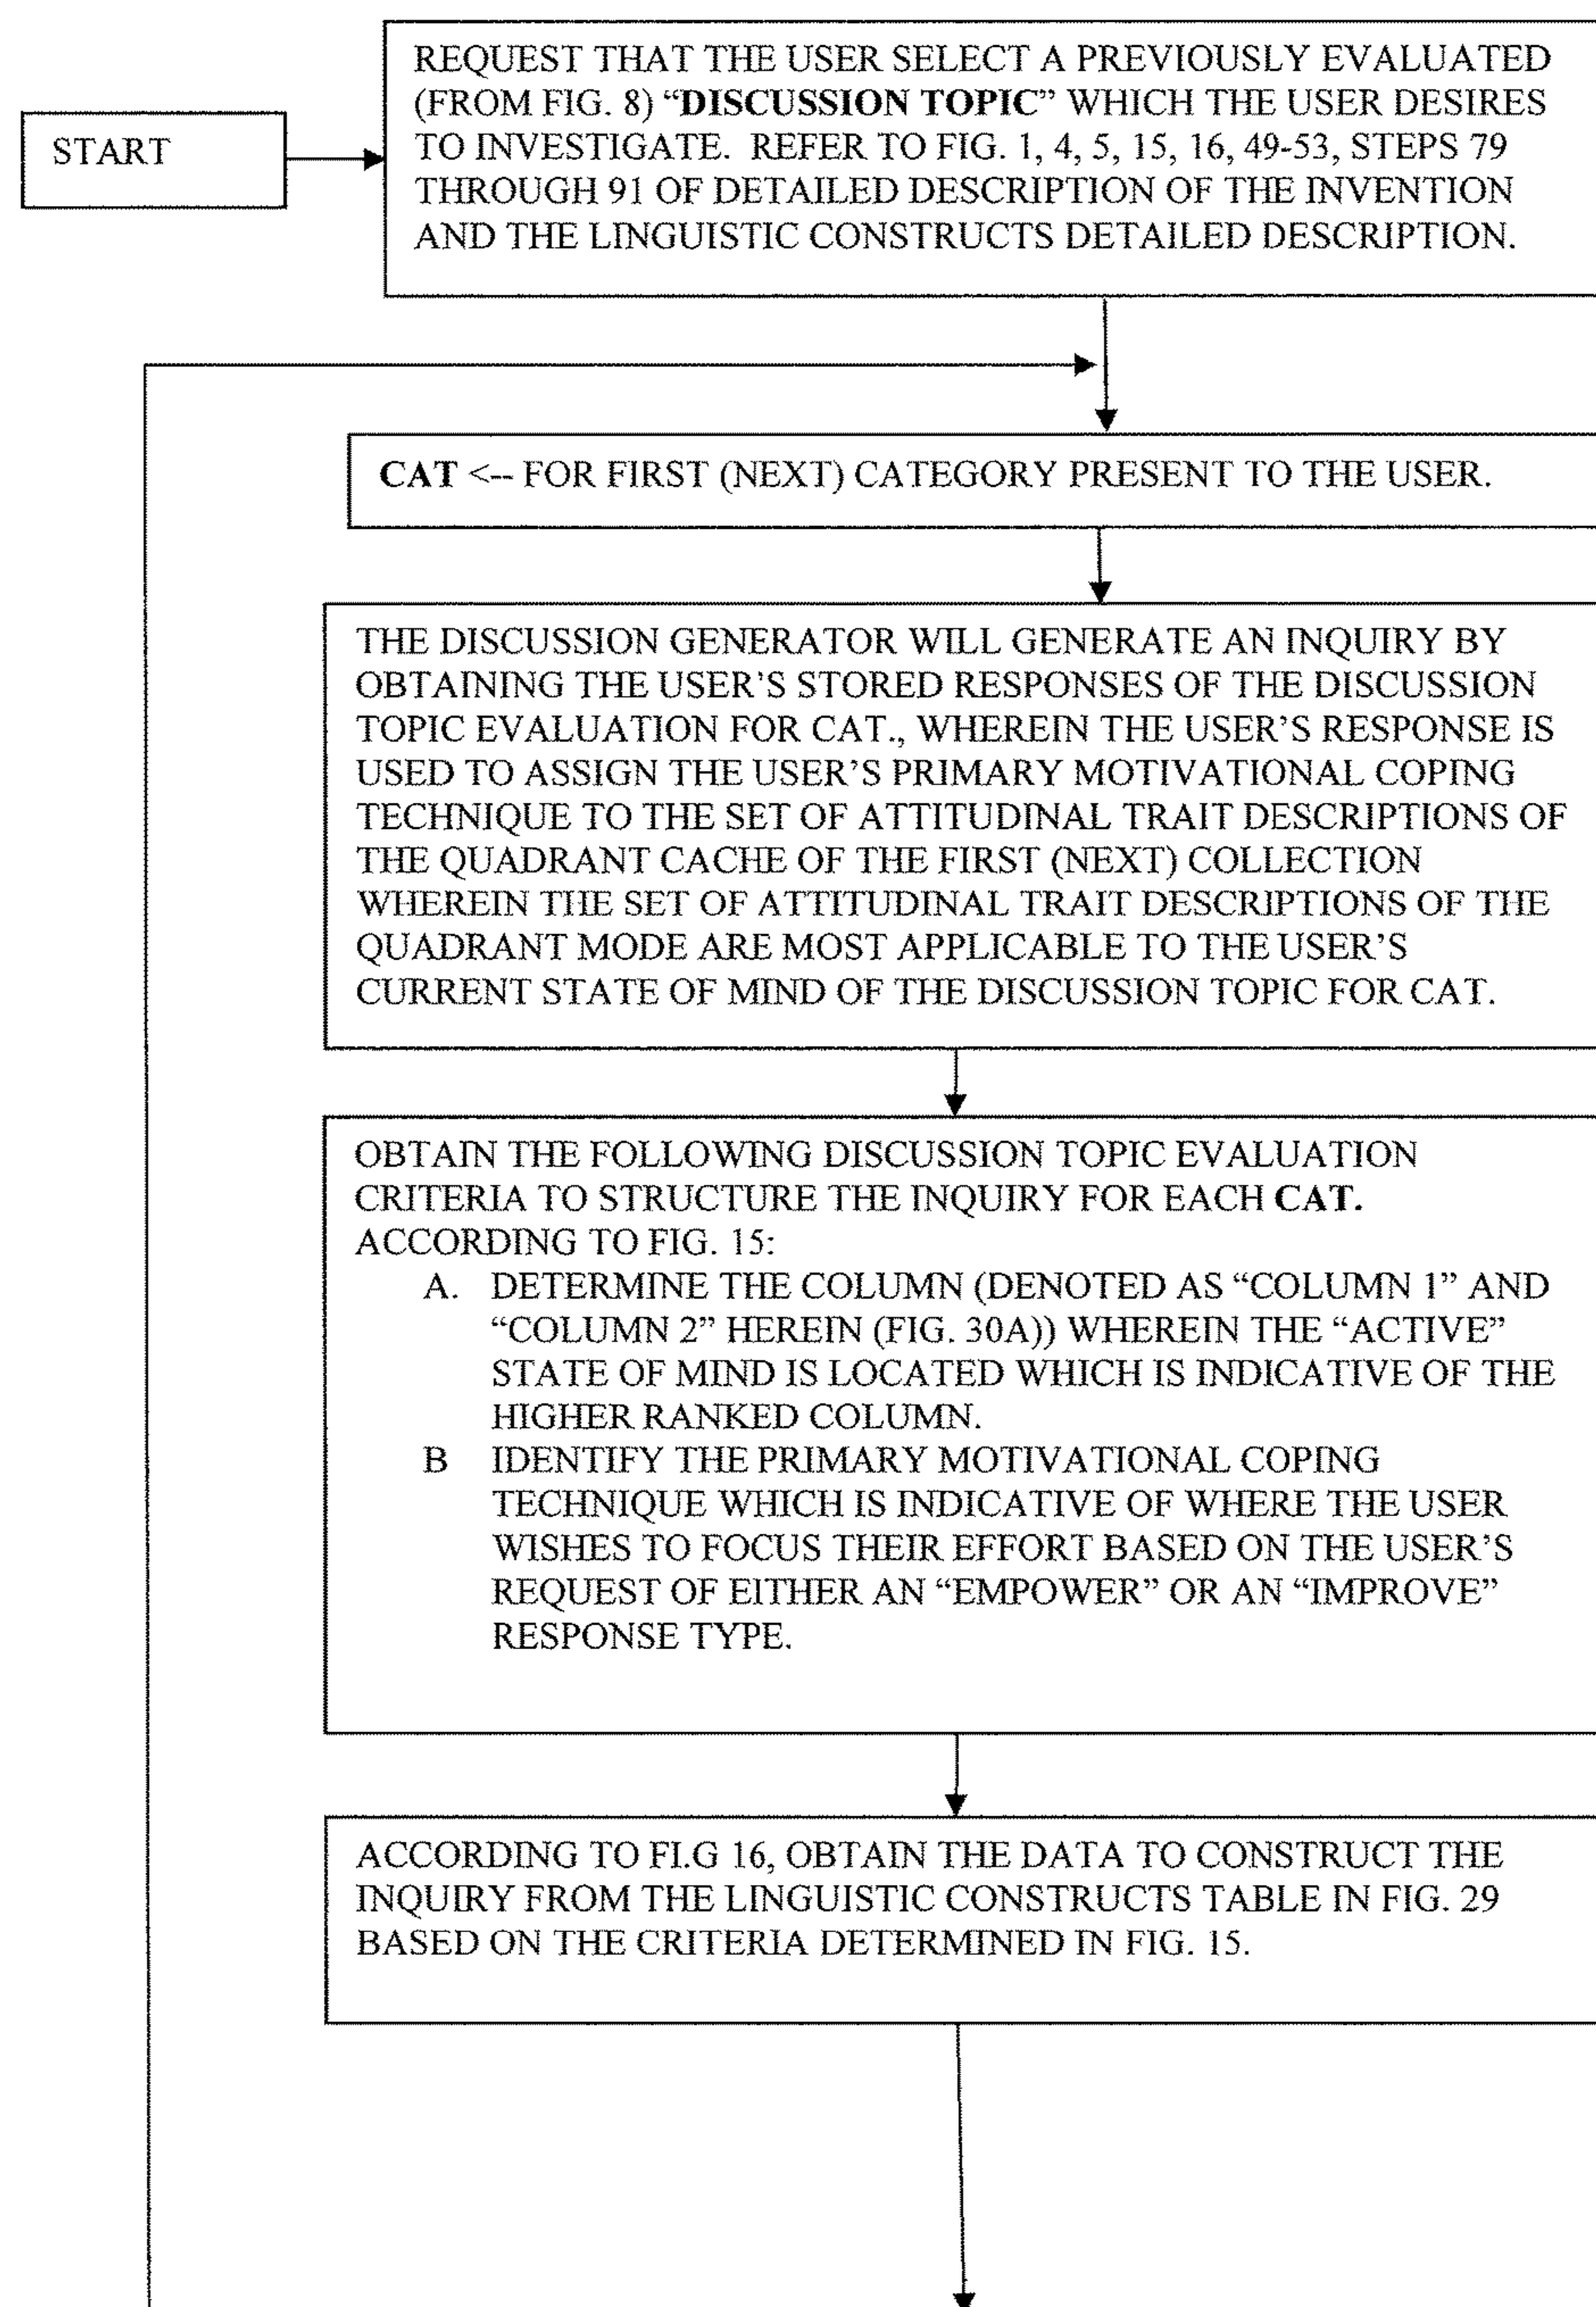 START
REQUEST THAT THE USER SELECT A PREVIOUSLY EVALUATED
(FROM FIG. 8) “DISCUSSION TOPIC” WHICH THE USER DESIRES
TO INVESTIGATE. REFER TO FIG. 1, 4, 5, 15, 16, 49-53, STEPS 79
THROUGH 91 OF DETAILED DESCRIPTION OF THE INVENTION
AND THE LINGUISTIC CONSTRUCTS DETAILED DESCRIPTION.
CAT <-- FOR FIRST (NEXT) CATEGORY PRESENT TO THE USER.
THE DISCUSSION GENERATOR WILL GENERATE AN INQUIRY BY
OBTAINING THE USER’S STORED RESPONSES OF THE DISCUSSION
TOPIC EVALUATION FOR CAT., WHEREIN THE USER’S RESPONSE IS
USED TO ASSIGN THE USER’S PRIMARY MOTIVATIONAL COPING
TECHNIQUE TO THE SET OF ATTITUDINAL TRAIT DESCRIPTIONS OF
THE QUADRANT CACHE OF THE FIRST (NEXT) COLLECTION
WHEREIN THE SET OF ATTITUDINAL TRAIT DESCRIPTIONS OF THE
QUADRANT MODE ARE MOST APPLICABLE TO THE USER’S
CURRENT STATE OF MIND OF THE DISCUSSION TOPIC FOR CAT.
OBTAIN THE FOLLOWING DISCUSSION TOPIC EVALUATION
CRITERIA TO STRUCTURE THE INQUIRY FOR EACH CAT.
ACCORDING TO FIG. 15:
A. DETERMINE THE COLUMN (DENOTED AS “COLUMN 1” AND
“COLUMN 2” HEREIN (FIG. 30A)) WHEREIN THE “ACTIVE”
STATE OF MIND IS LOCATED WHICH IS INDICATIVE OF THE
HIGHER RANKED COLUMN.
B IDENTIFY THE PRIMARY MOTIVATIONAL COPING
TECHNIQUE WHICH IS INDICATIVE OF WHERE THE USER
WISHES TO FOCUS THEIR EFFORT BASED ON THE USER’S
REQUEST OF EITHER AN “EMPOWER” OR AN “IMPROVE”
RESPONSE TYPE.
ACCORDING TO FI.G 16, OBTAIN THE DATA TO CONSTRUCT THE
INQUIRY FROM THE LINGUISTIC CONSTRUCTS TABLE IN FIG. 29
BASED ON THE CRITERIA DETERMINED IN FIG. 15.